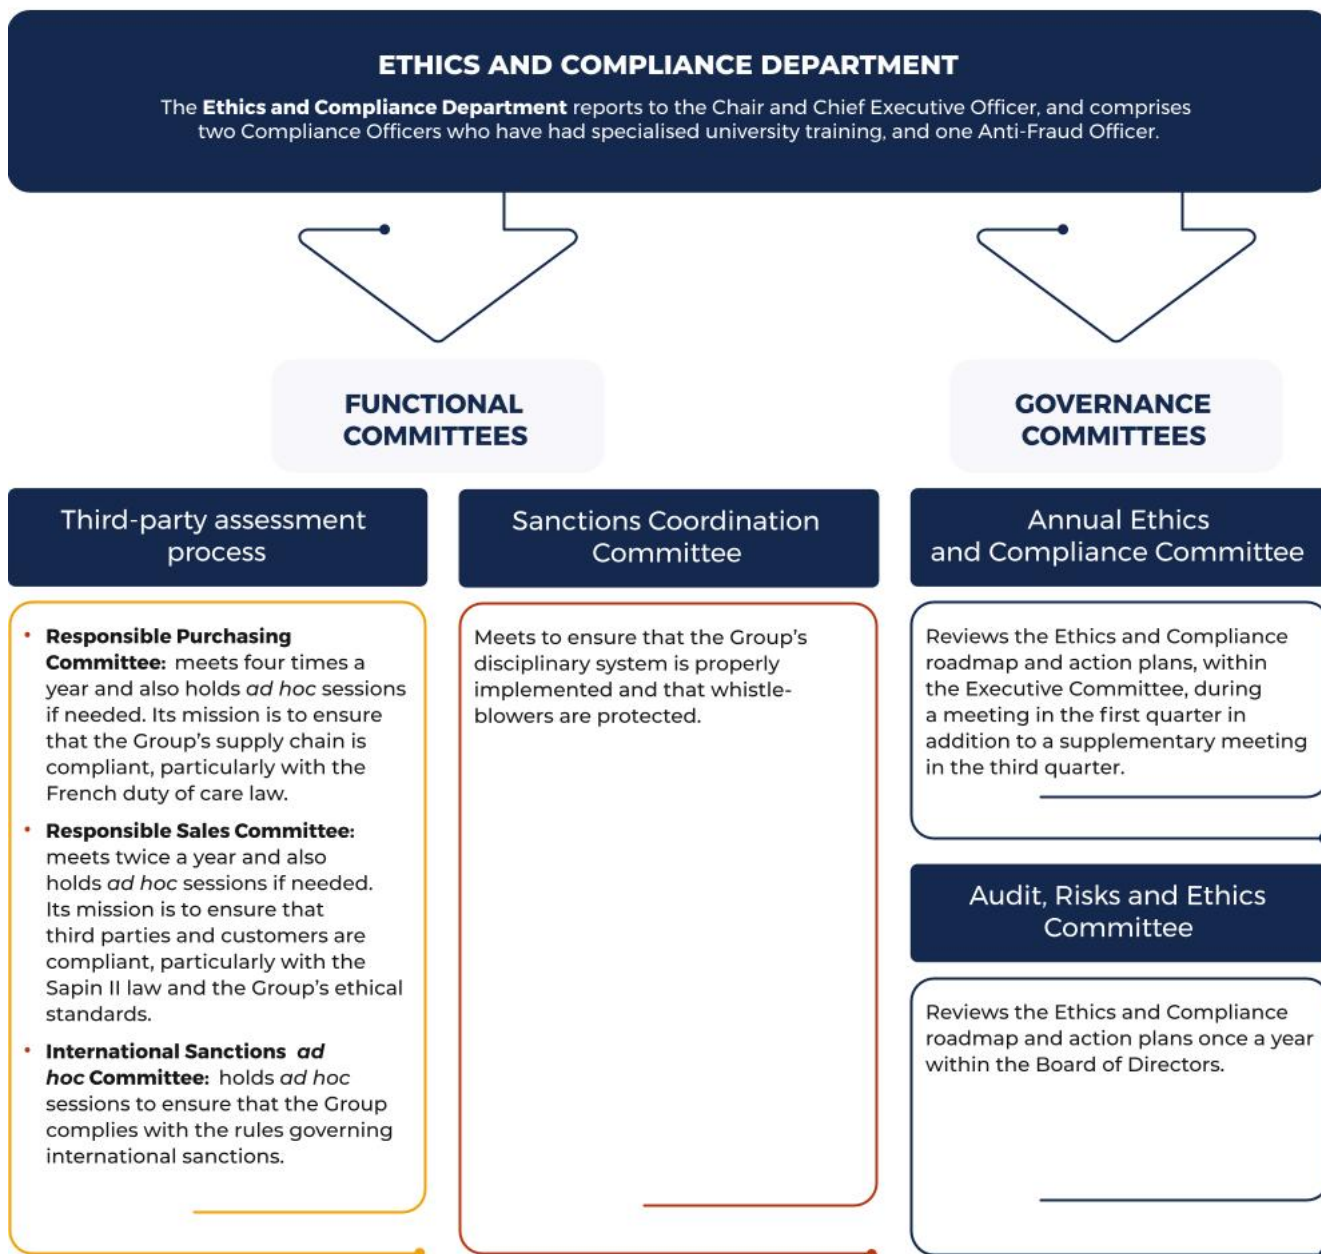 ETHICS AND COMPLIANCE DEPARTMENT
The Ethics and Compliance Department reports to the Chair and Chief Executive Officer, and comprises
two Compliance Officers who have had specialised university training, and one Anti-Fraud Officer.
FUNCTIONAL
COMMITTEES
Third-party assessment
process
• Responsible Purchasing
Committee: meets four times a
year and also holds ad hoc sessions
if needed. Its mission is to ensure
that the Group's supply chain is
compliant, particularly with the
French duty of care law.
• Responsible Sales Committee:
meets twice a year and also
holds ad hoc sessions if needed.
Its mission is to ensure that
third parties and customers are
compliant, particularly with the
Sapin II law and the Group's ethical
standards.
• International Sanctions ad
hoc Committee: holds ad hoc
sessions to ensure that the Group
complies with the rules governing
international sanctions.
Sanctions Coordination
Committee
Meets to ensure that the Group's
disciplinary system is properly
implemented and that whistle-
blowers are protected.
GOVERNANCE
COMMITTEES
Annual Ethics
and Compliance Committee
Reviews the Ethics and Compliance
roadmap and action plans, within
the Executive Committee, during
a meeting in the first quarter in
addition to a supplementary meeting
in the third quarter.
Audit, Risks and Ethics
Committee
Reviews the Ethics and Compliance
roadmap and action plans once a year
within the Board of Directors.